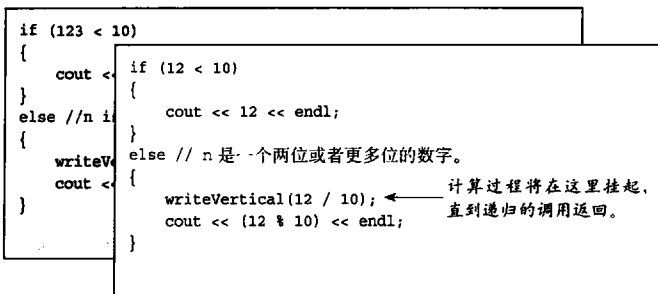 if (123 < 10)
{
cout <
}
else //n i
{
writeVe
cout <
}
if (12 < 10)
{
cout << 12 << endl;
}
else // n 是一个两位或者更多位的数字。
{
writeVertical(12 / 10);
cout << (12 % 10) << endl;
}
计算过程将在这里挂起，
直到递归的调用返回。